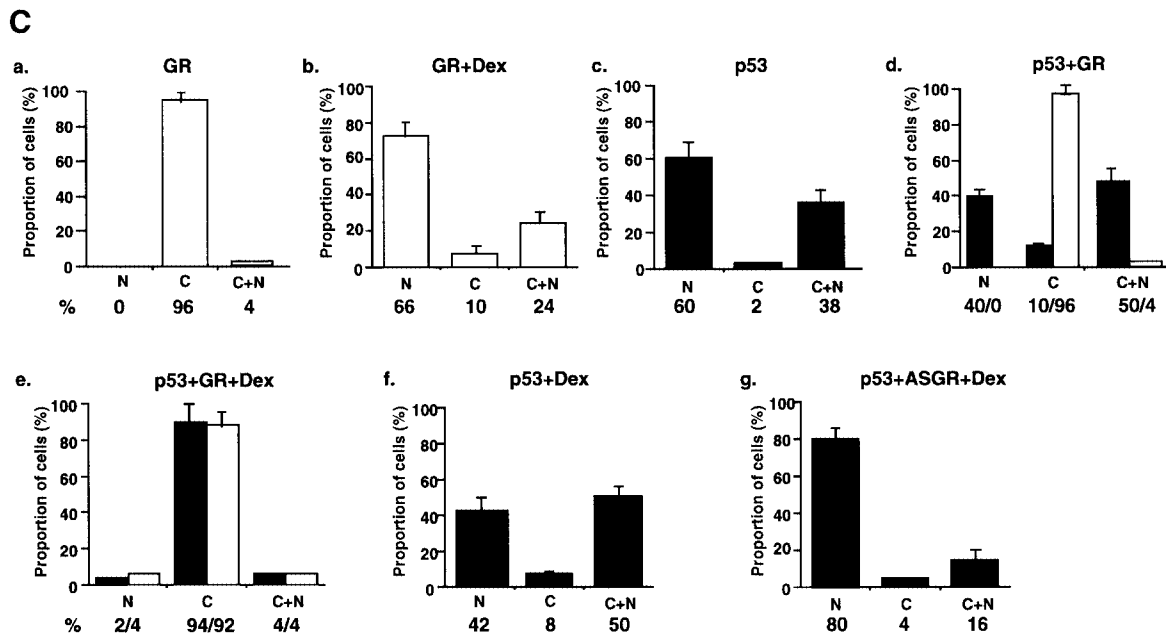 C
a. GR
Proportion of cells (%)
100
80
60
40
20
0
N C C+N
% 0 96 4
b. GR+Dex
Proportion of cells (%)
100
80
60
40
20
0
N C C+N
66 10 24
c. p53
Proportion of cells (%)
100
80
60
40
20
0
N C C+N
60 2 38
d. p53+GR
Proportion of cells (%)
100
80
60
40
20
0
N C C+N
40/0 10/96 50/4
e. p53+GR+Dex
Proportion of cells (%)
100
80
60
40
20
0
N C C+N
% 2/4 94/92 4/4
f. p53+Dex
Proportion of cells (%)
100
80
60
40
20
0
N C C+N
42 8 50
g. p53+ASGR+Dex
Proportion of cells (%)
100
80
60
40
20
0
N C C+N
80 4 16